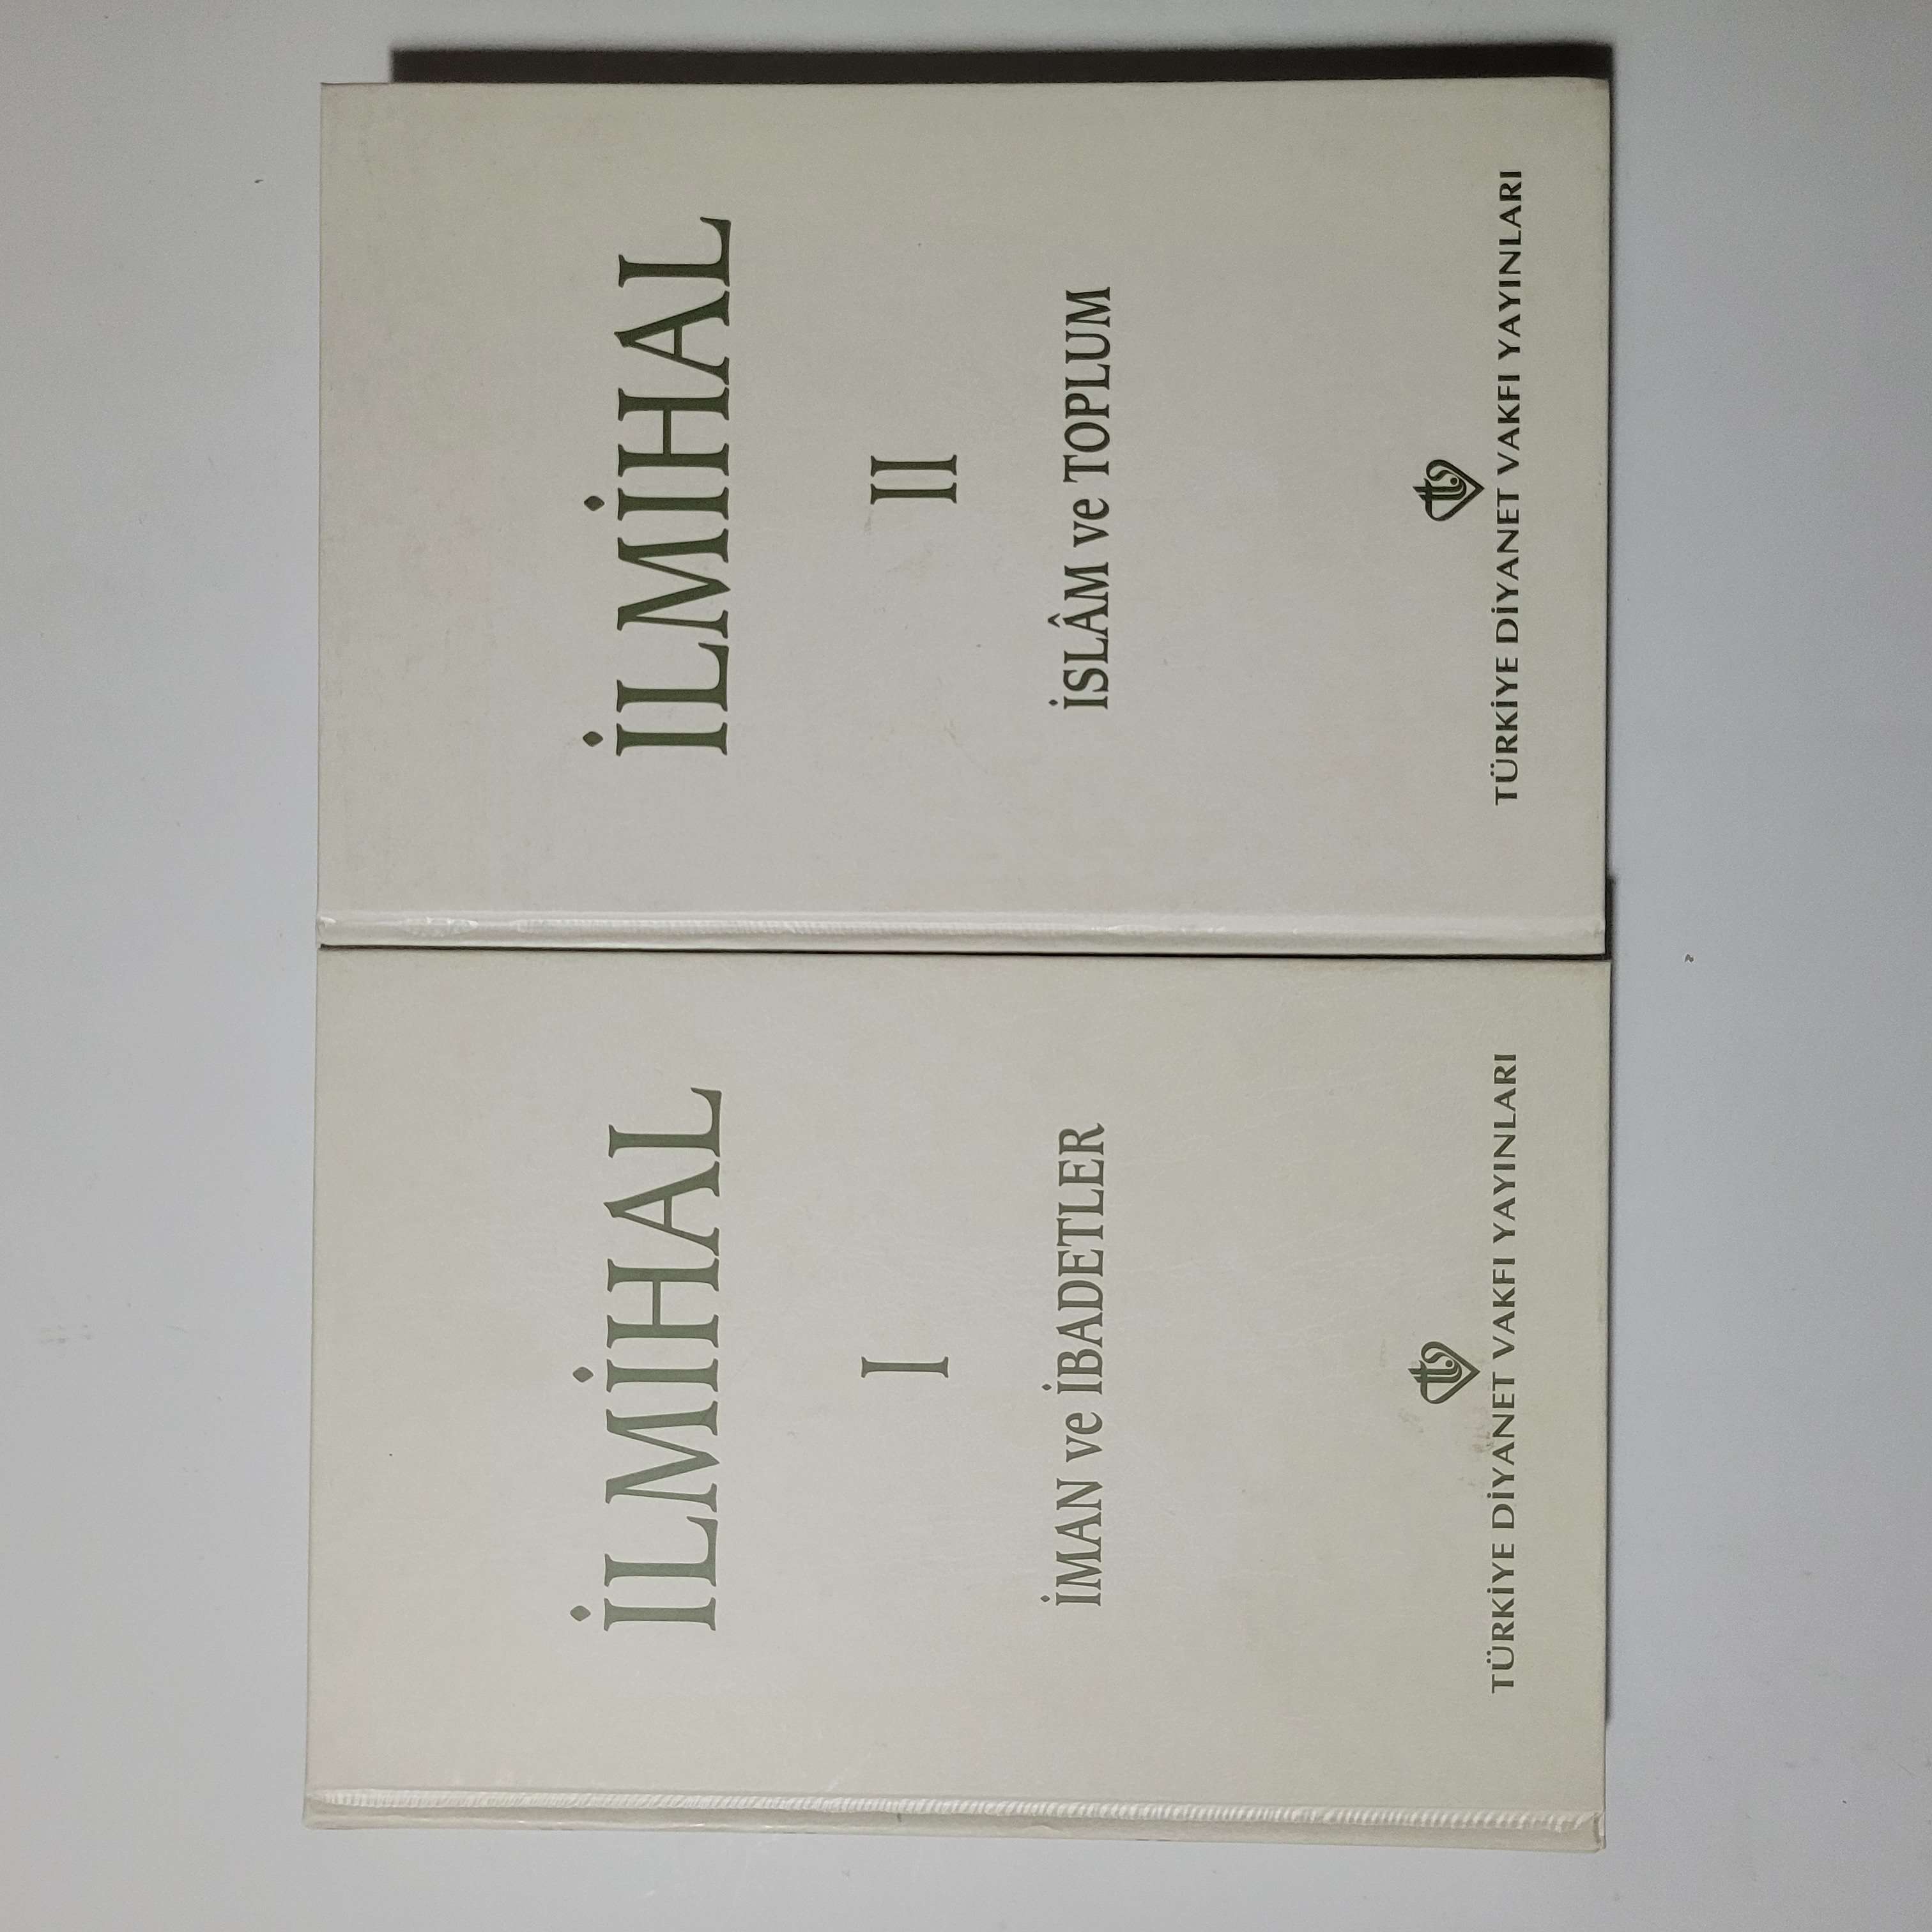 İLMİHAL
I
İMAN ve İBADETLER
TÜRKİYE DİYANET VAKFI YAYINLARI
İLMİHAL
II
İSLÂM ve TOPLUM
TÜRKİYE DİYANET VAKFI YAYINLARI